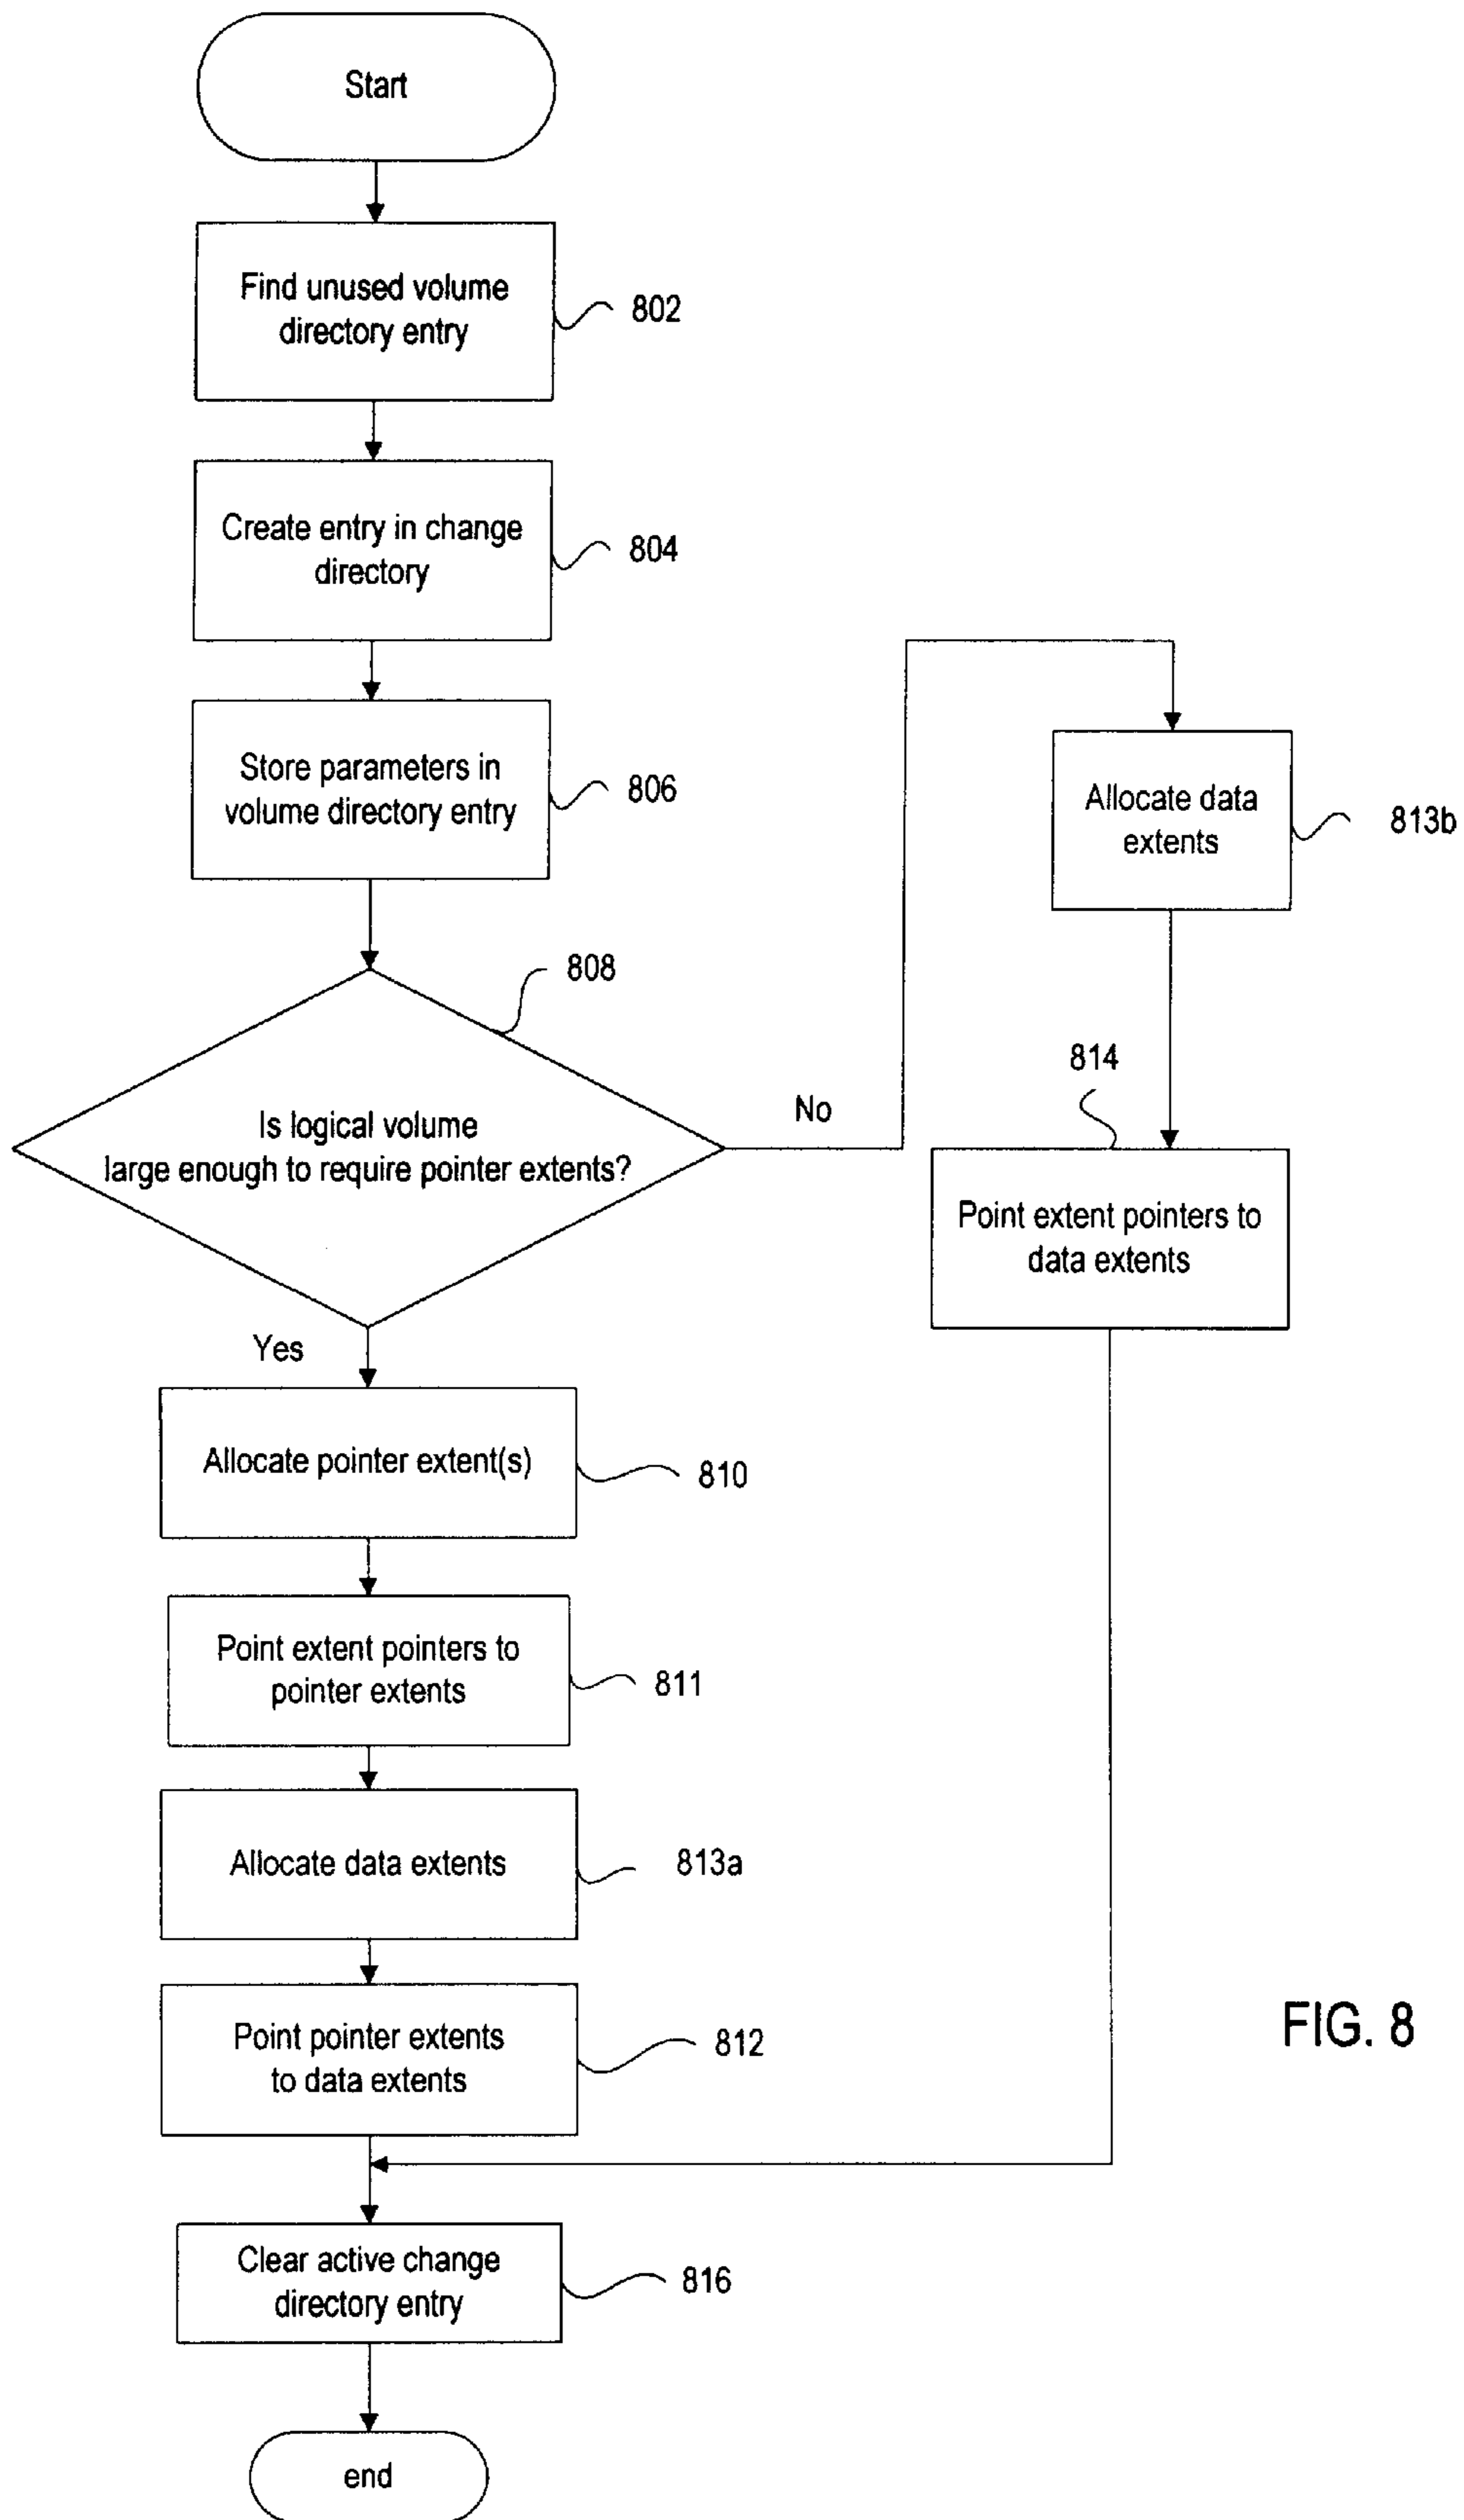 Start
Find unused volume
directory entry
802
Create entry in change
directory
804
Store parameters in
volume directory entry
806
808
Is logical volume
large enough to require pointer extents?
No
Yes
Allocate data
extents
813b
814
Point extent pointers to
data extents
Allocate pointer extent(s)
810
Point extent pointers to
pointer extents
811
Allocate data extents
813a
Point pointer extents
to data extents
812
Clear active change
directory entry
816
end
FIG. 8